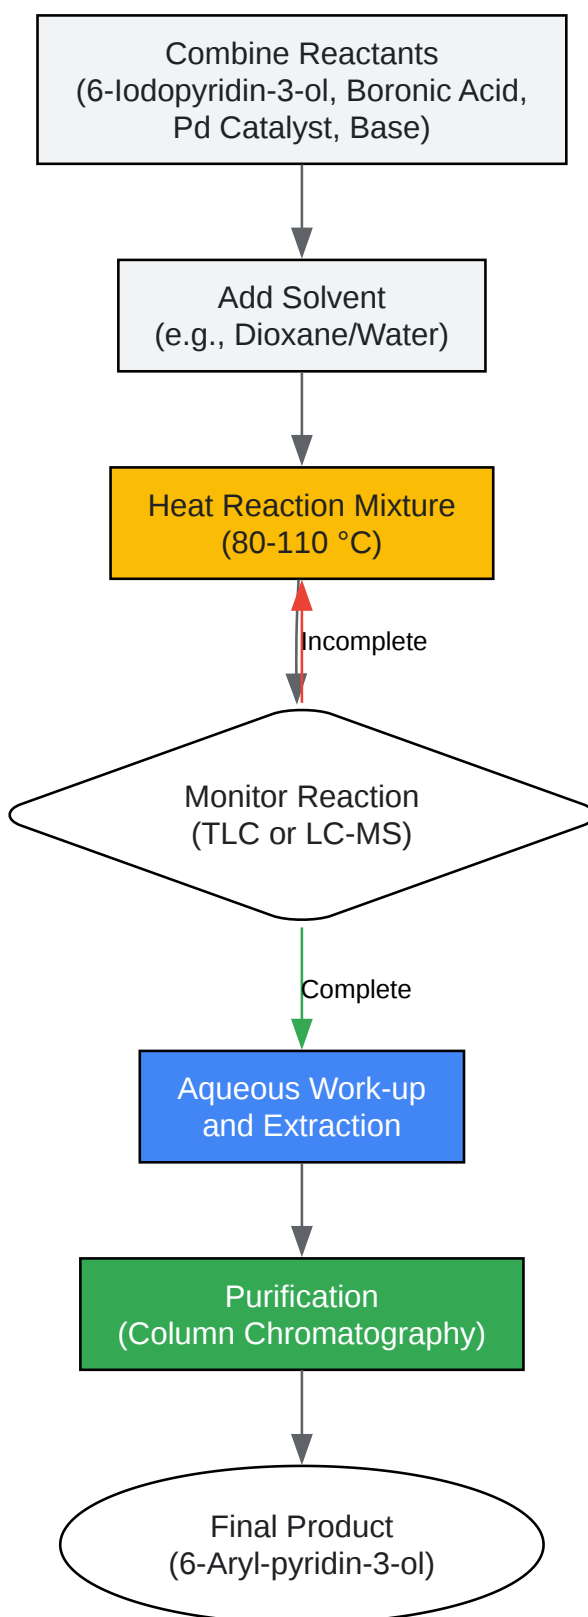 Combine Reactants
(6-Iodopyridin-3-ol, Boronic Acid,
Pd Catalyst, Base)
Add Solvent
(e.g., Dioxane/Water)
Heat Reaction Mixture
(80-110 °C)
Incomplete
Monitor Reaction
(TLC or LC-MS)
Complete
Aqueous Work-up
and Extraction
Purification
(Column Chromatography)
Final Product
(6-Aryl-pyridin-3-ol)